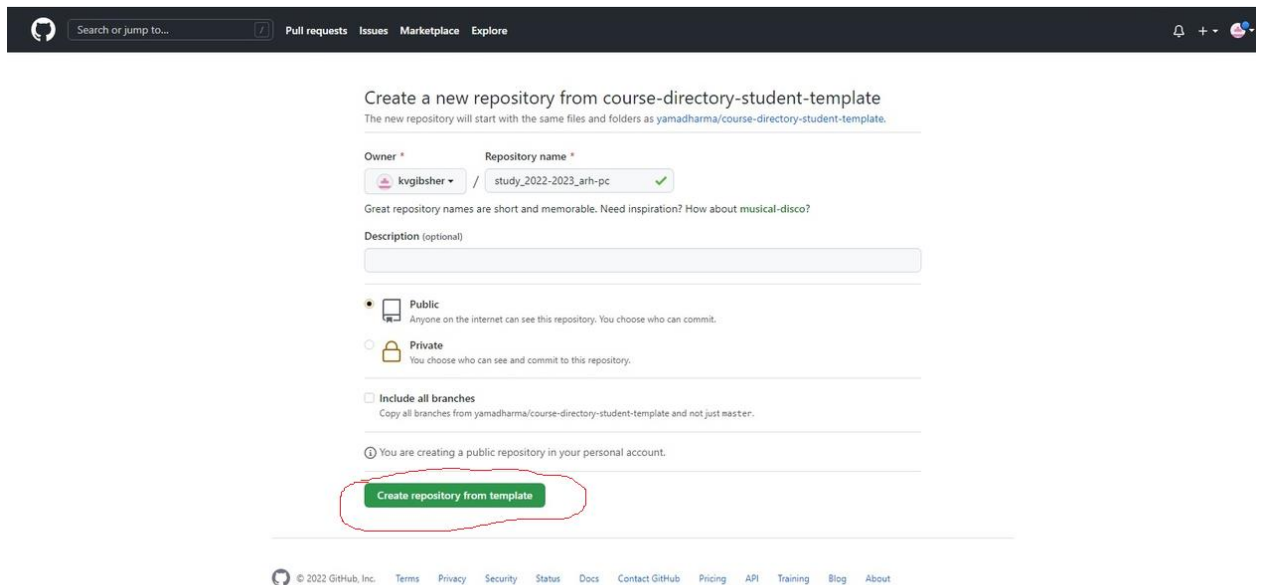 Search or jump to... /
Pull requests Issues Marketplace Explore
Create a new repository from course-directory-student-template
The new repository will start with the same files and folders as yamadharma/course-directory-student-template.
Owner * Repository name *
kvgibsher / study_2022-2023_arh-pc
Great repository names are short and memorable. Need inspiration? How about musical-disco?
Description (optional)
Public
Anyone on the internet can see this repository. You choose who can commit.
Private
You choose who can see and commit to this repository.
Include all branches
Copy all branches from yamadharma/course-directory-student-template and not just master.
You are creating a public repository in your personal account.
Create repository from template
© 2022 GitHub, Inc. Terms Privacy Security Status Docs Contact GitHub Pricing API Training Blog About